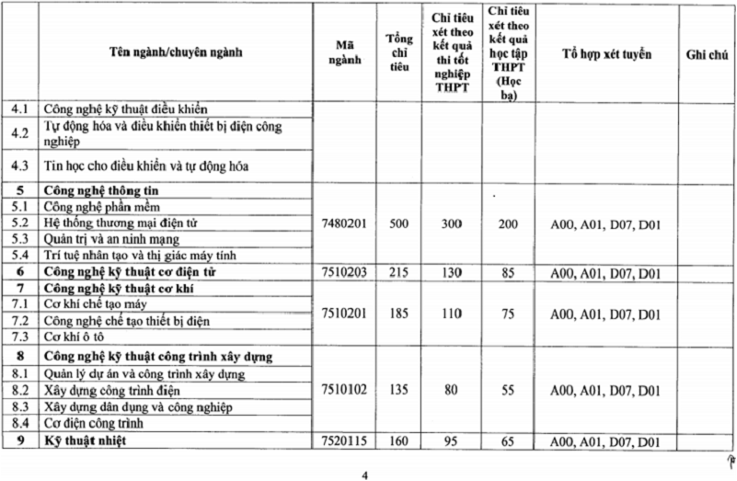 Tên ngành/chuyên ngành | Mã ngành | Tổng chỉ tiêu | Chỉ tiêu xét theo kết quả thi tốt nghiệp THPT | Chỉ tiêu xét theo kết quả học tập THPT (Học bạ) | Tổ hợp xét tuyển | Ghi chú
4.1 Công nghệ kỹ thuật điều khiển
4.2 Tự động hóa và điều khiển thiết bị điện công
nghiệp
4.3 Tin học cho điều khiển và tự động hóa
5 Công nghệ thông tin
5.1 Công nghệ phần mềm
5.2 Hệ thống thương mại điện tử 7480201 500 300 200 A00, A01, D07, D01
5.3 Quản trị và an ninh mạng
5.4 Trí tuệ nhân tạo và thị giác máy tính
6 Công nghệ kỹ thuật cơ điện tử 7510203 215 130 85 A00, A01, D07, D01
7 Công nghệ kỹ thuật cơ khí
7.1 Cơ khí chế tạo máy
7510201 185 110 75 A00, A01, D07, D01
7.2 Công nghệ chế tạo thiết bị điện
7.3 Cơ khí ô tô
8 Công nghệ kỹ thuật công trình xây dựng
8.1 Quản lý dự án và công trình xây dựng
8.2 Xây dựng công trình điện 7510102 135 80 55 A00, A01, D07, D01
8.3 Xây dựng dân dụng và công nghiệp
8.4 Cơ điện công trình
9 Kỹ thuật nhiệt 7520115 160 95 65 A00, A01, D07, D01
4